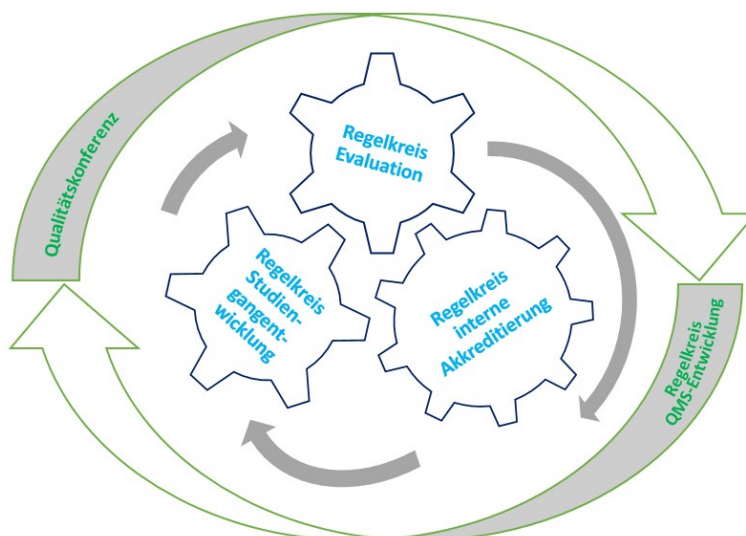 Qualitätskonferenz
Regelkreis
Evaluation
Regelkreis
Studien-
gangent-
wicklung
Regelkreis
interne
Akkreditierung
Regelkreis
QMS-Entwicklung